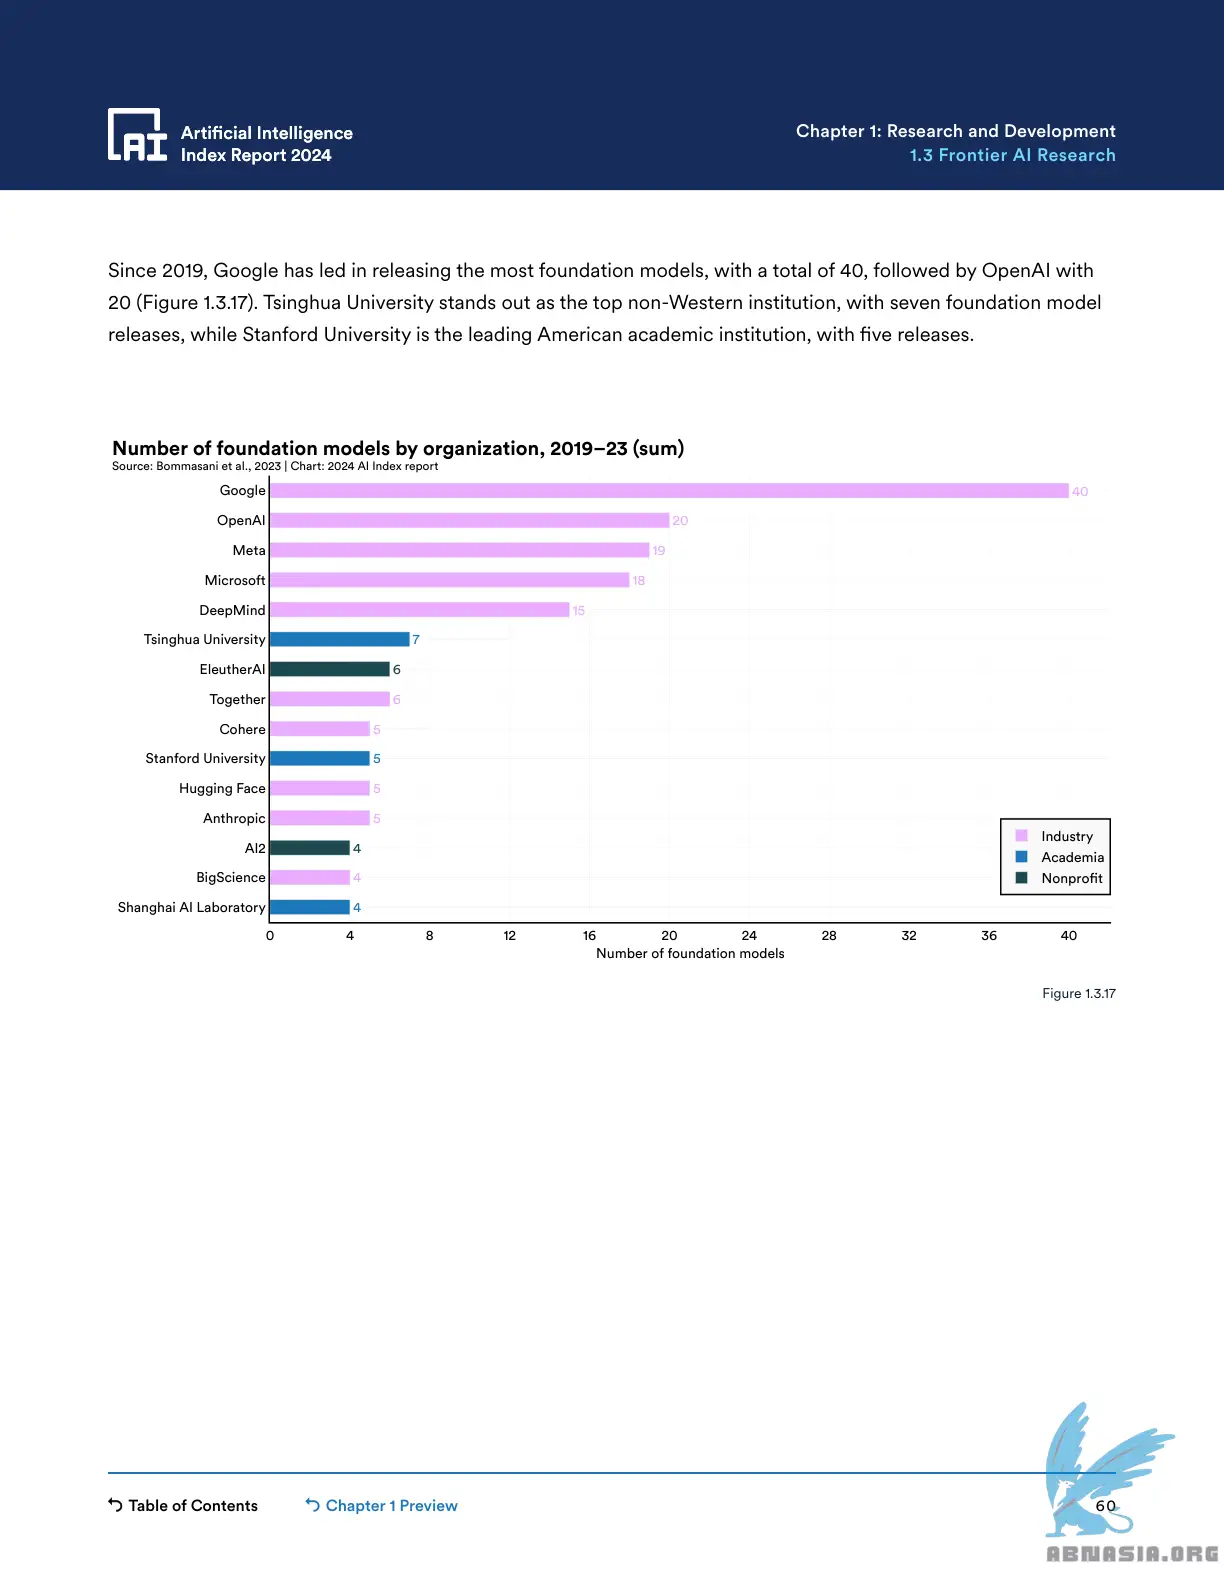 Artificial Intelligence
Index Report 2024
Chapter 1: Research and Development
1.3 Frontier AI Research
Since 2019, Google has led in releasing the most foundation models, with a total of 40, followed by OpenAI with
20 (Figure 1.3.17). Tsinghua University stands out as the top non-Western institution, with seven foundation model
releases, while Stanford University is the leading American academic institution, with five releases.
Number of foundation models by organization, 2019–23 (sum)
Source: Bommasani et al., 2023 | Chart: 2024 AI Index report
Google 40
OpenAI 20
Meta 19
Microsoft 18
DeepMind 15
Tsinghua University 7
EleutherAI 6
Together 6
Cohere 5
Stanford University 5
Hugging Face 5
Anthropic 5
AI2 4
BigScience 4
Shanghai AI Laboratory 4
Industry
Academia
Nonprofit
0 4 8 12 16 20 24 28 32 36 40
Number of foundation models
Figure 1.3.17
Table of Contents
Chapter 1 Preview
60
ABNASIA.ORG